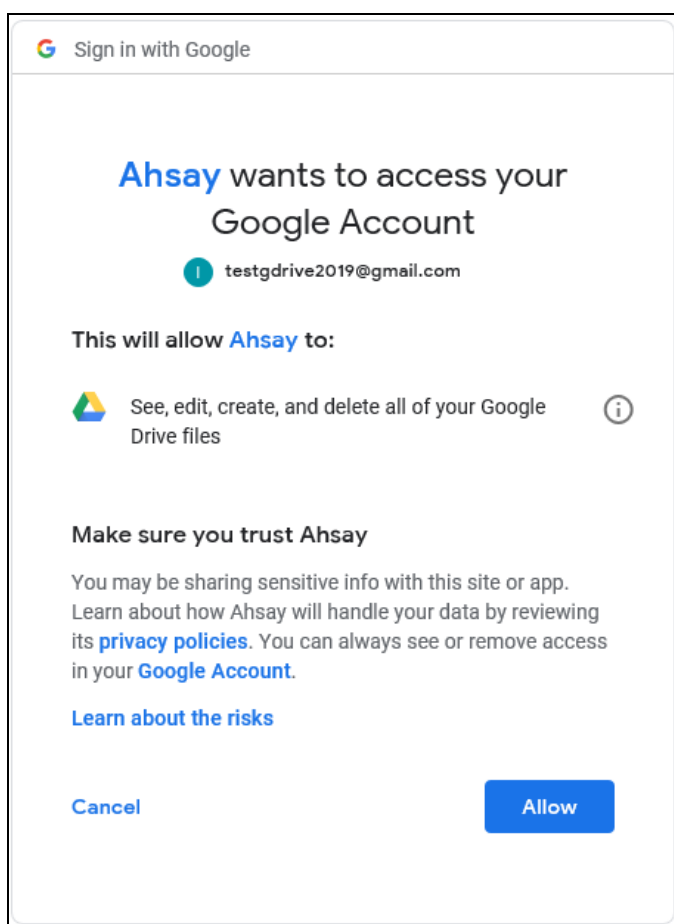 Sign in with Google
Ahsay wants to access your
Google Account
I testgdrive2019@gmail.com
This will allow Ahsay to:
See, edit, create, and delete all of your Google
Drive files
Make sure you trust Ahsay
You may be sharing sensitive info with this site or app.
Learn about how Ahsay will handle your data by reviewing
its privacy policies. You can always see or remove access
in your Google Account.
Learn about the risks
Cancel
Allow